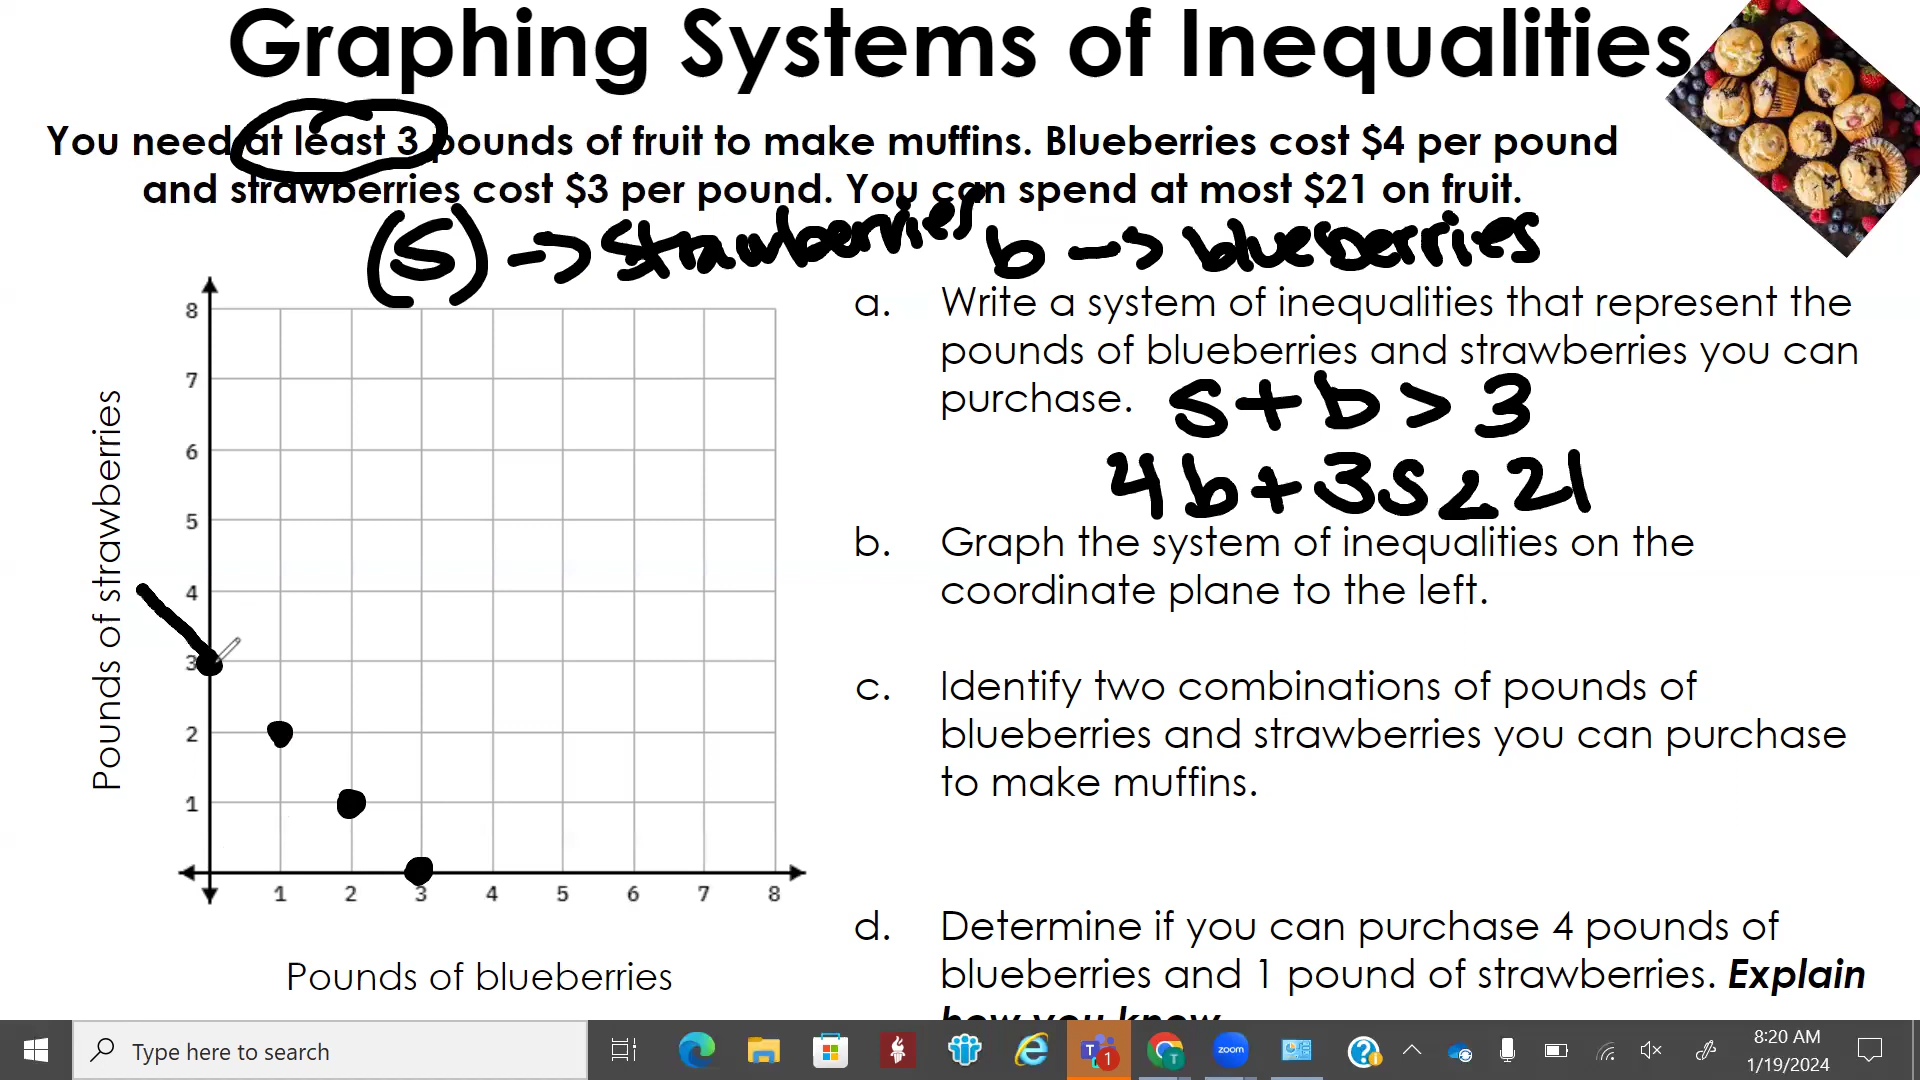 Graphing Systems of Inequalities
You need at least 3 pounds of fruit to make muffins. Blueberries cost $4 per pound
and strawberries cost $3 per pound. You can spend at most $21 on fruit.
(s) -> strawberries b -> blueberries
a. Write a system of inequalities that represent the
pounds of blueberries and strawberries you can
purchase. s+b > 3
4b+3s < 21
b. Graph the system of inequalities on the
coordinate plane to the left.
c. Identify two combinations of pounds of
blueberries and strawberries you can purchase
to make muffins.
d. Determine if you can purchase 4 pounds of
blueberries and 1 pound of strawberries. Explain
how you know
Pounds of strawberries
8
7
6
5
4
3
2
1
1 2 3 4 5 6 7 8
Pounds of blueberries
Type here to search
zoom
T 1
T
8:20 AM
1/19/2024